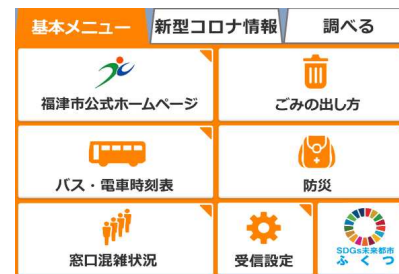 基本メニュー
新型コロナ情報
調べる
福津市公式ホームページ
ごみの出し方
バス・電車時刻表
防災
窓口混雑状況
受信設定
SDGs未来都市
ふくつ